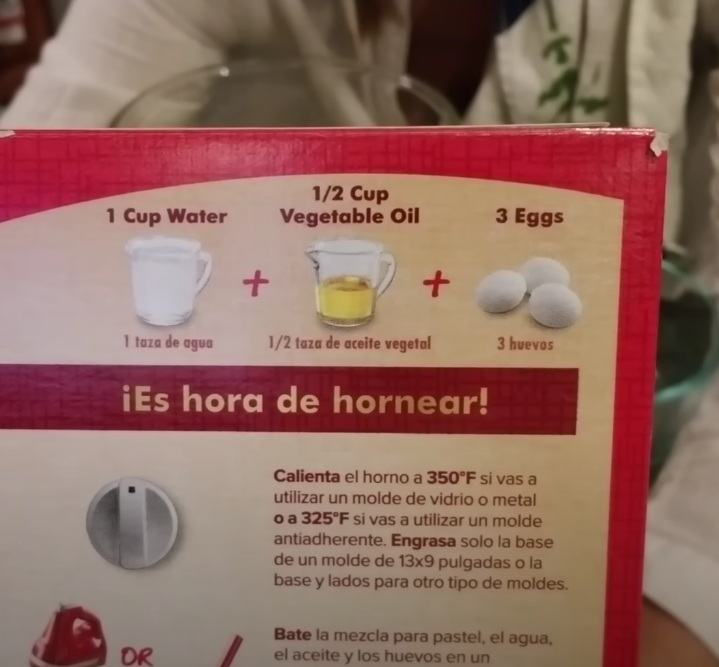 1 Cup Water
1/2 Cup
Vegetable Oil
3 Eggs
+
+
1 taza de agua
1/2 taza de aceite vegetal
3 huevos
¡Es hora de hornear!
Calienta el horno a 350°F si vas a
utilizar un molde de vidrio o metal
o a 325°F si vas a utilizar un molde
antiadherente. Engrasa solo la base
de un molde de 13x9 pulgadas o la
base y lados para otro tipo de moldes.
OR
Bate la mezcla para pastel, el agua,
el aceite y los huevos en un